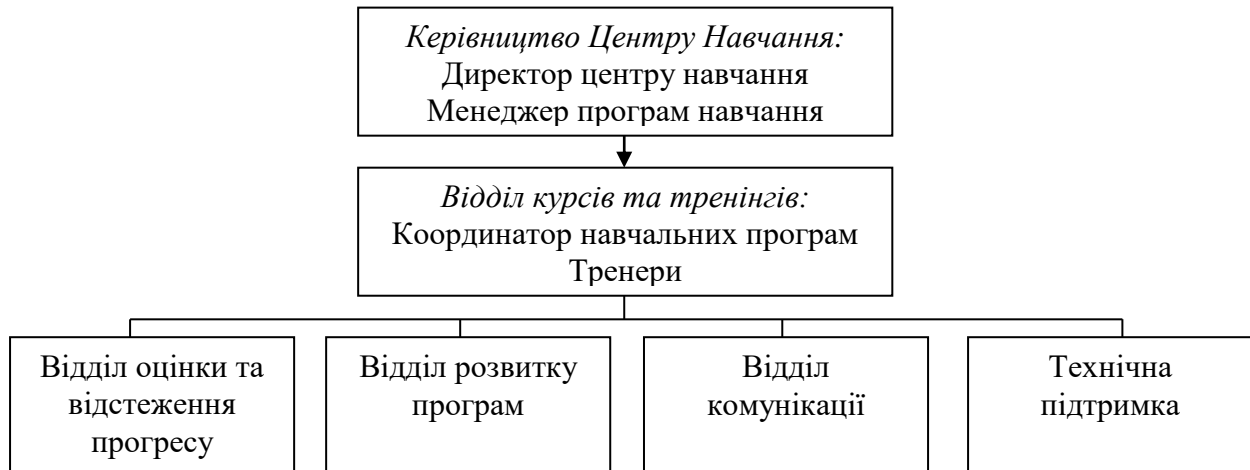 Керівництво Центру Навчання:
Директор центру навчання
Менеджер програм навчання
Відділ курсів та тренінгів:
Координатор навчальних програм
Тренери
Відділ оцінки та
відстеження
прогресу
Відділ розвитку
програм
Відділ
комунікації
Технічна
підтримка